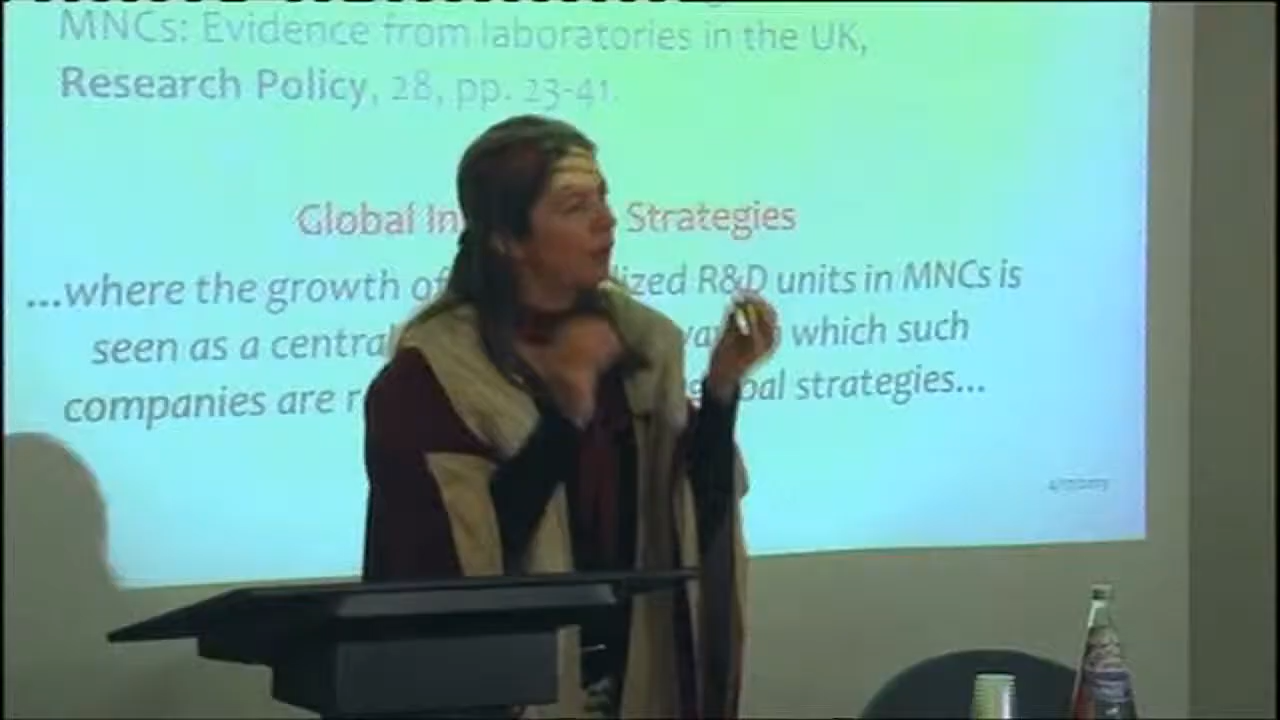 MNCs: Evidence from laboratories in the UK,
Research Policy, 28, pp. 23-41.
Global In Strategies
...where the growth of ized R&D units in MNCs is
seen as a central which such
companies are r bal strategies...